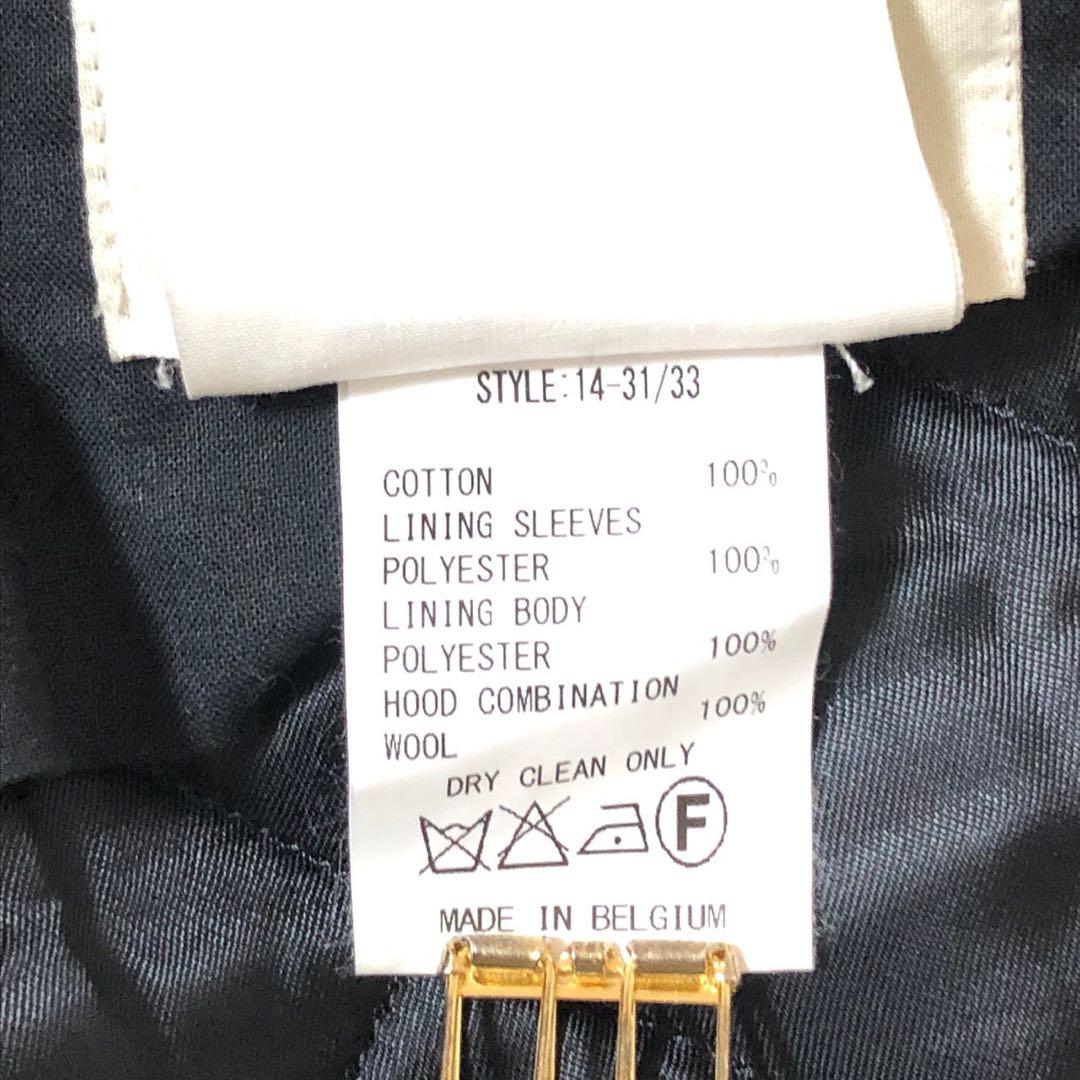 STYLE:14-31/33
COTTON 100%
LINING SLEEVES
POLYESTER 100%
LINING BODY
POLYESTER 100%
HOOD COMBINATION
WOOL 100%
DRY CLEAN ONLY
F
MADE IN BELGIUM